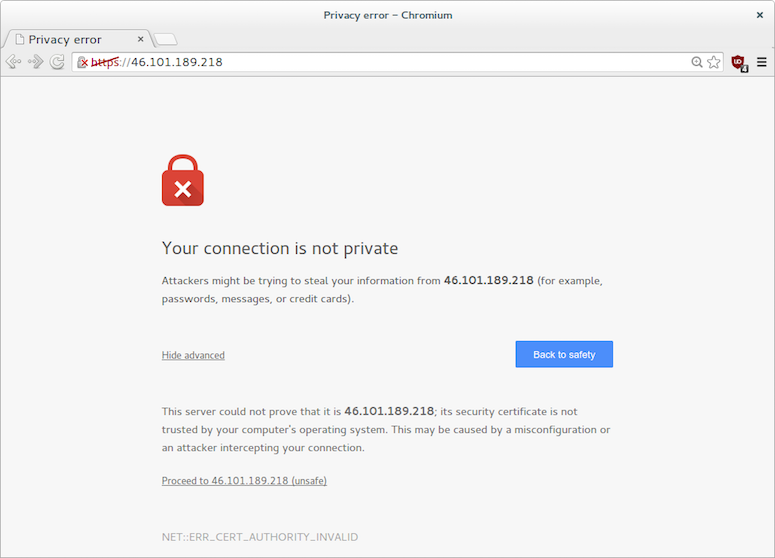 Privacy error – Chromium
Privacy error
https://46.101.189.218
4
Your connection is not private
Attackers might be trying to steal your information from 46.101.189.218 (for example,
passwords, messages, or credit cards).
Hide advanced
Back to safety
This server could not prove that it is 46.101.189.218; its security certificate is not
trusted by your computer's operating system. This may be caused by a misconfiguration or
an attacker intercepting your connection.
Proceed to 46.101.189.218 (unsafe)
NET::ERR_CERT_AUTHORITY_INVALID